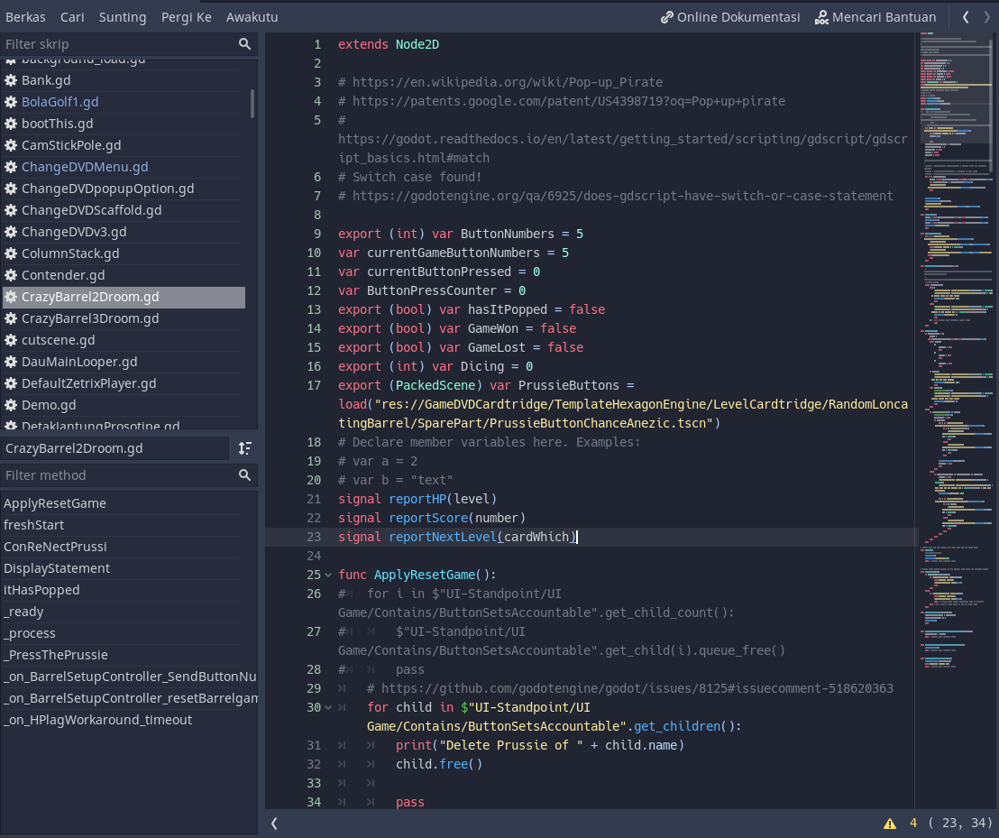 Berkas Cari Sunting Pergi Ke Awakutu Online Dokumentasi Mencari Bantuan
Filter skrip
background_load.gd
Bank.gd
BolaGolf1.gd
bootThis.gd
CamStickPole.gd
ChangeDVDMenu.gd
ChangeDVDpopupOption.gd
ChangeDVDScaffold.gd
ChangeDVDv3.gd
ColumnStack.gd
Contender.gd
CrazyBarrel2Droom.gd
CrazyBarrel3Droom.gd
cutscene.gd
DauMainLooper.gd
DefaultZetrixPlayer.gd
Demo.gd
DetakJantungProsotipe.gd
CrazyBarrel2Droom.gd
Filter method
ApplyResetGame
freshStart
ConReNectPrussi
DisplayStatement
itHasPopped
_ready
_process
_PressThePrussie
_on_BarrelSetupController_SendButtonNu
_on_BarrelSetupController_resetBarrelgam
_on_HPlagWorkaround_timeout
1 extends Node2D
2
3 # https://en.wikipedia.org/wiki/Pop-up_Pirate
4 # https://patents.google.com/patent/US4398719?oq=Pop+up+pirate
5 #
https://godot.readthedocs.io/en/latest/getting_started/scripting/gdscript/gdscr
ipt_basics.html#match
6 # Switch case found!
7 # https://godotengine.org/qa/6925/does-gdscript-have-switch-or-case-statement
8
9 export (int) var ButtonNumbers = 5
10 var currentGameButtonNumbers = 5
11 var currentButtonPressed = 0
12 var ButtonPressCounter = 0
13 export (bool) var hasItPopped = false
14 export (bool) var GameWon = false
15 export (bool) var GameLost = false
16 export (int) var Dicing = 0
17 export (PackedScene) var PrussieButtons =
load("res://GameDVDCardtridge/TemplateHexagonEngine/LevelCardtridge/RandomLonca
tingBarrel/SparePart/PrussieButtonChanceAnezic.tscn")
18 # Declare member variables here. Examples:
19 # var a = 2
20 # var b = "text"
21 signal reportHP(level)
22 signal reportScore(number)
23 signal reportNextLevel(cardWhich)
24
25 func ApplyResetGame():
26 # for i in $"UI-Standpoint/UI
Game/Contains/ButtonSetsAccountable".get_child_count():
27 # $"UI-Standpoint/UI
Game/Contains/ButtonSetsAccountable".get_child(i).queue_free()
28 # pass
29 # https://github.com/godotengine/godot/issues/8125#issuecomment-518620363
30 for child in $"UI-Standpoint/UI
Game/Contains/ButtonSetsAccountable".get_children():
31 print("Delete Prussie of " + child.name)
32 child.free()
33
34 pass
4 ( 23, 34)